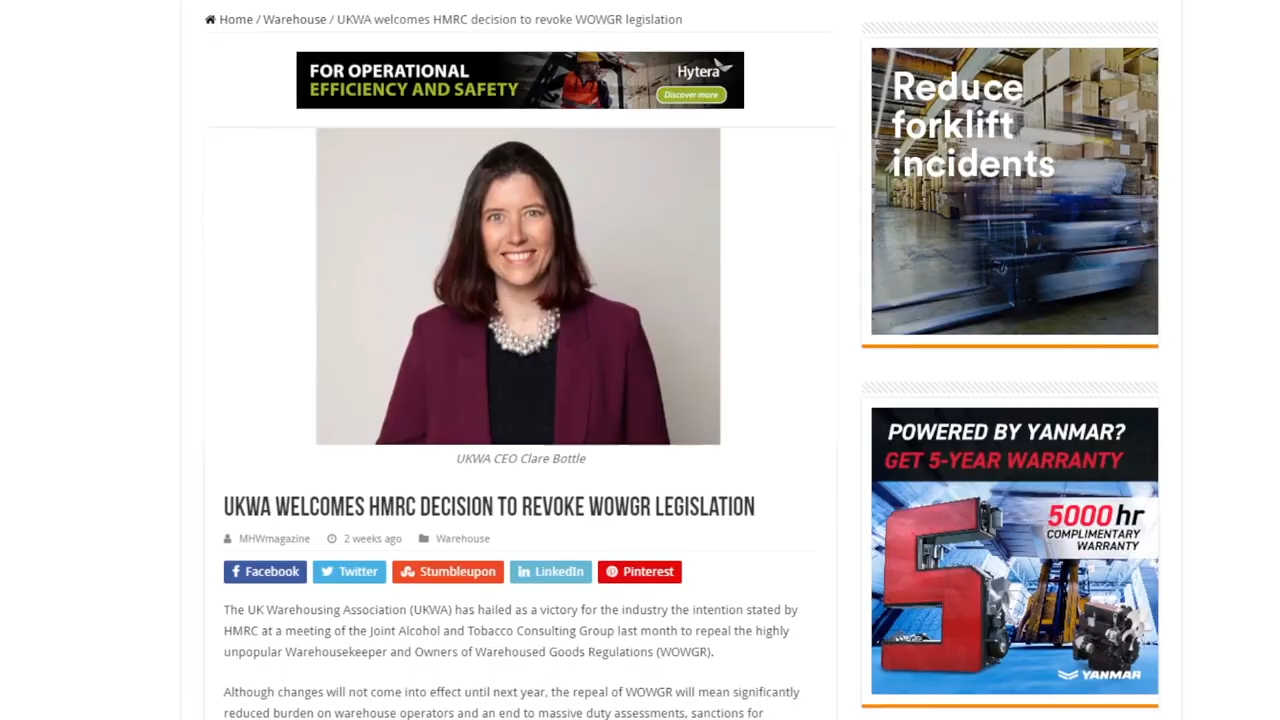 Home / Warehouse / UKWA welcomes HMRC decision to revoke WOWGR legislation
FOR OPERATIONAL
EFFICIENCY AND SAFETY
Hytera
Discover more
UKWA CEO Clare Bottle
UKWA WELCOMES HMRC DECISION TO REVOKE WOWGR LEGISLATION
MHWmagazine 2 weeks ago Warehouse
Facebook Twitter Stumbleupon LinkedIn Pinterest
The UK Warehousing Association (UKWA) has hailed as a victory for the industry the intention stated by
HMRC at a meeting of the Joint Alcohol and Tobacco Consulting Group last month to repeal the highly
unpopular Warehousekeeper and Owners of Warehoused Goods Regulations (WOWGR).
Although changes will not come into effect until next year, the repeal of WOWGR will mean significantly
reduced burden on warehouse operators and an end to massive duty assessments, sanctions for
Reduce
forklift
incidents
POWERED BY YANMAR?
GET 5-YEAR WARRANTY
5
5000 hr
COMPLIMENTARY
WARRANTY
YANMAR